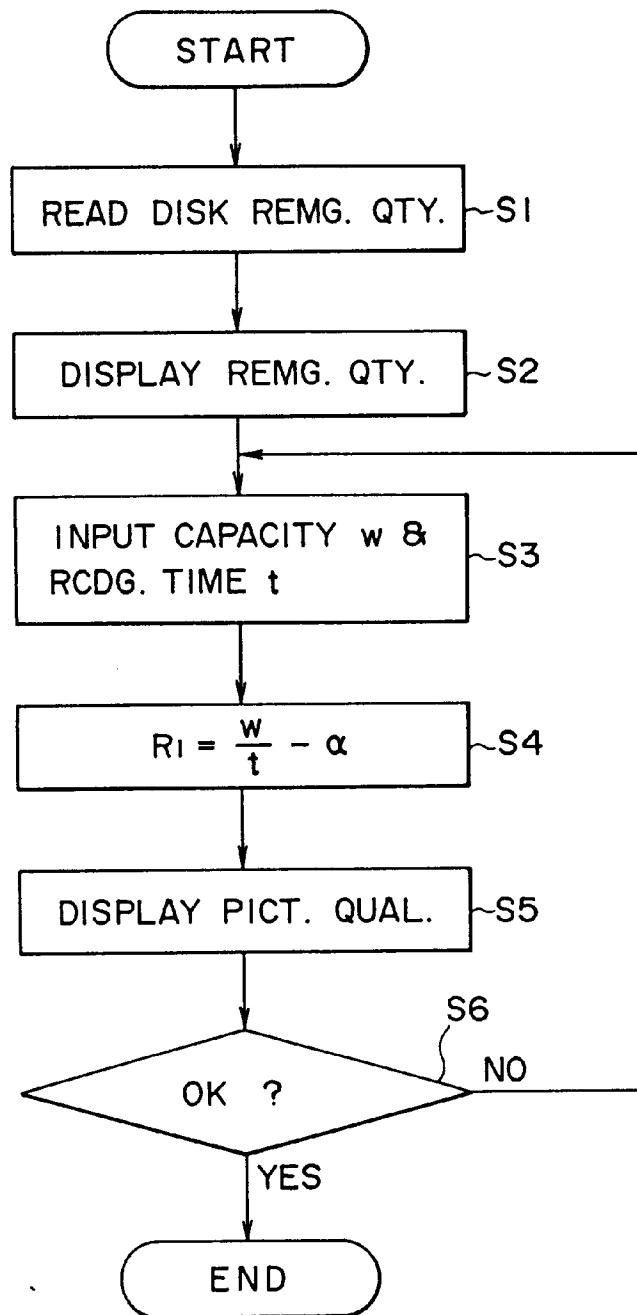 START
READ DISK REMG. QTY.
S1
DISPLAY REMG. QTY.
S2
INPUT CAPACITY w &
RCDG. TIME t
S3
R1 = w/t - α
S4
DISPLAY PICT. QUAL.
S5
S6
OK ?
NO
YES
END